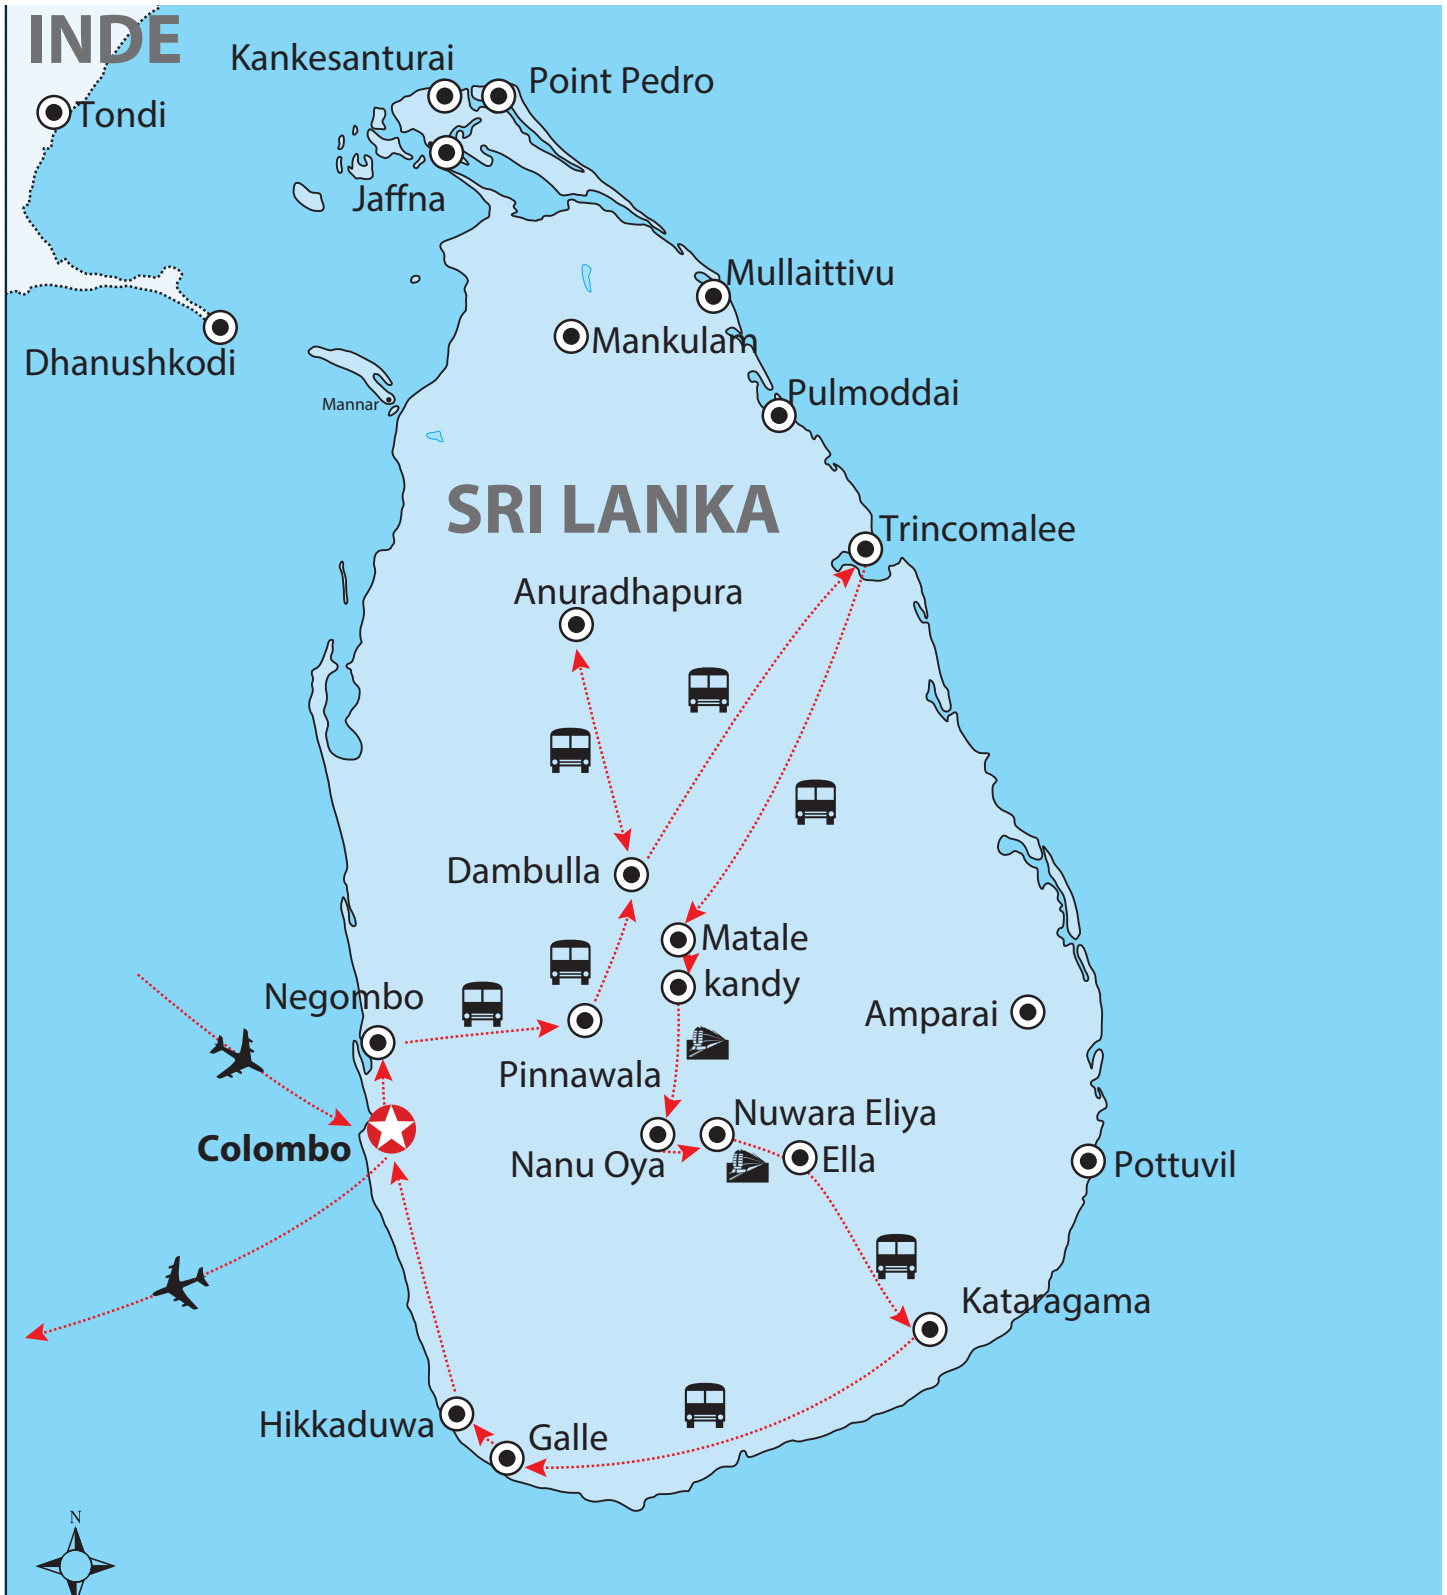 INDE
Kankesanturai
Point Pedro
Tondi
Jaffna
Mullaittivu
Mankulam
Dhanushkodi
Pulmoddai
Mannar
SRI LANKA
Trincomalee
Anuradhapura
Dambulla
Matale
kandy
Negombo
Amparai
Pinnawala
Nuwara Eliya
Colombo
Nanu Oya
Ella
Pottuvil
Kataragama
Hikkaduwa
Galle
N